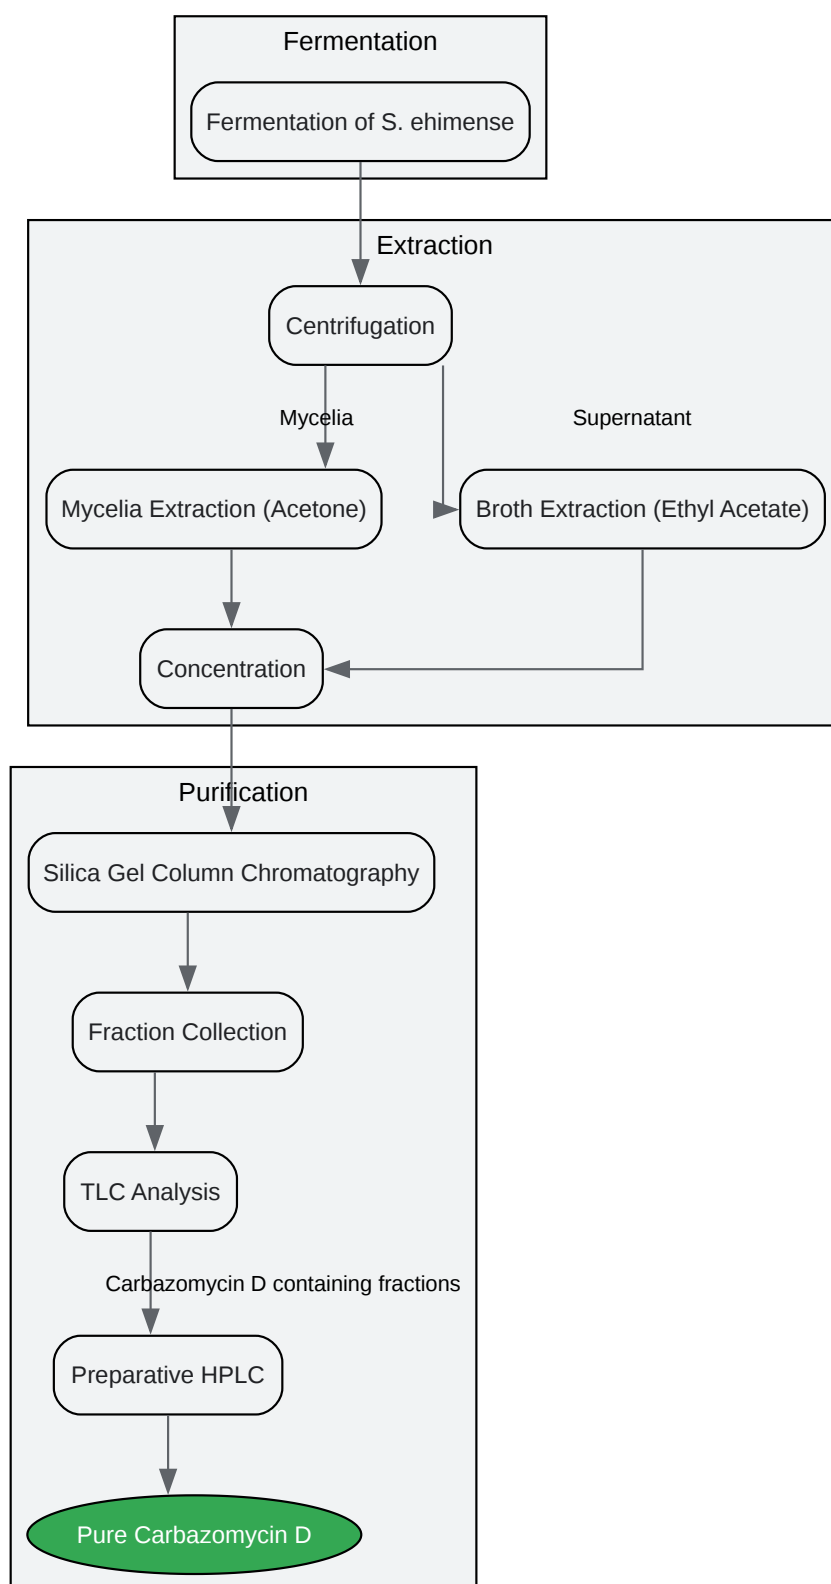 Fermentation
Fermentation of S. ehimense
Extraction
Centrifugation
Mycelia
Supernatant
Mycelia Extraction (Acetone)
Broth Extraction (Ethyl Acetate)
Concentration
Purification
Silica Gel Column Chromatography
Fraction Collection
TLC Analysis
Carbazomycin D containing fractions
Preparative HPLC
Pure Carbazomycin D